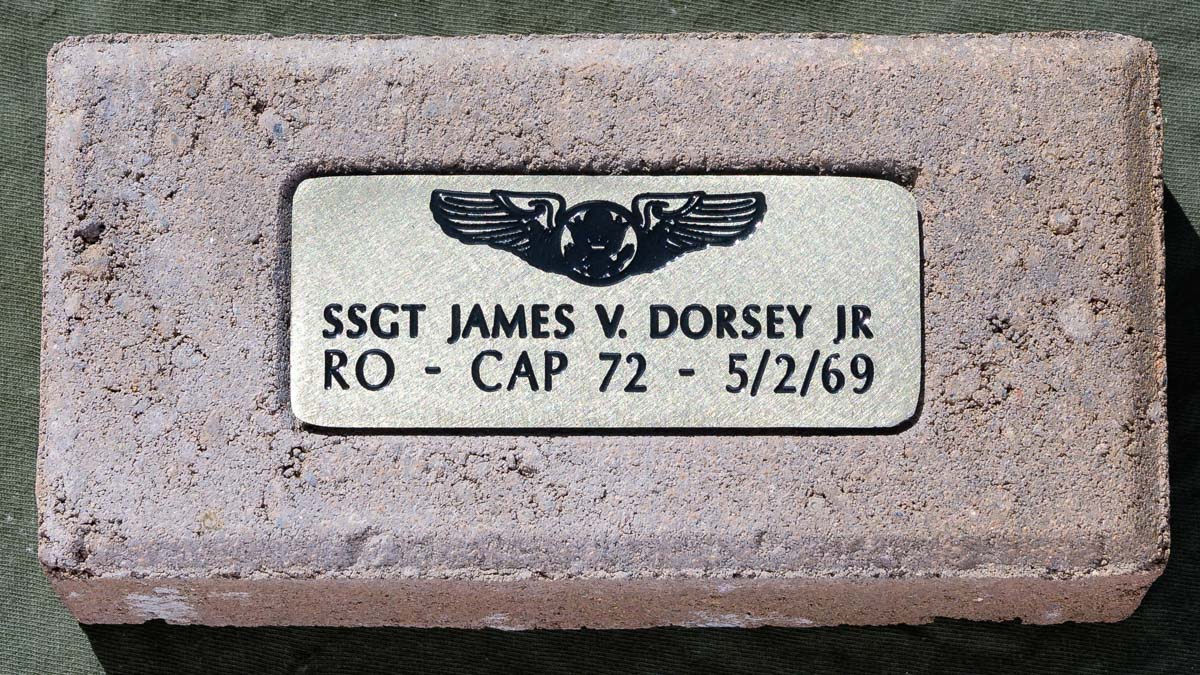 SSGT JAMES V. DORSEY JR
RO - CAP 72 - 5/2/69